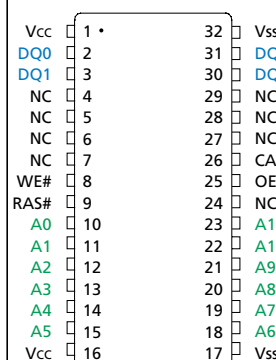 Vcc 1 • 32 Vss
DQ0 2 31 DQ
DQ1 3 30 DQ
NC 4 29 NC
NC 5 28 NC
NC 6 27 NC
NC 7 26 CA
WE# 8 25 OE
RAS# 9 24 NC
A0 10 23 A1
A1 11 22 A1
A2 12 21 A9
A3 13 20 A8
A4 14 19 A7
A5 15 18 A6
Vcc 16 17 Vss